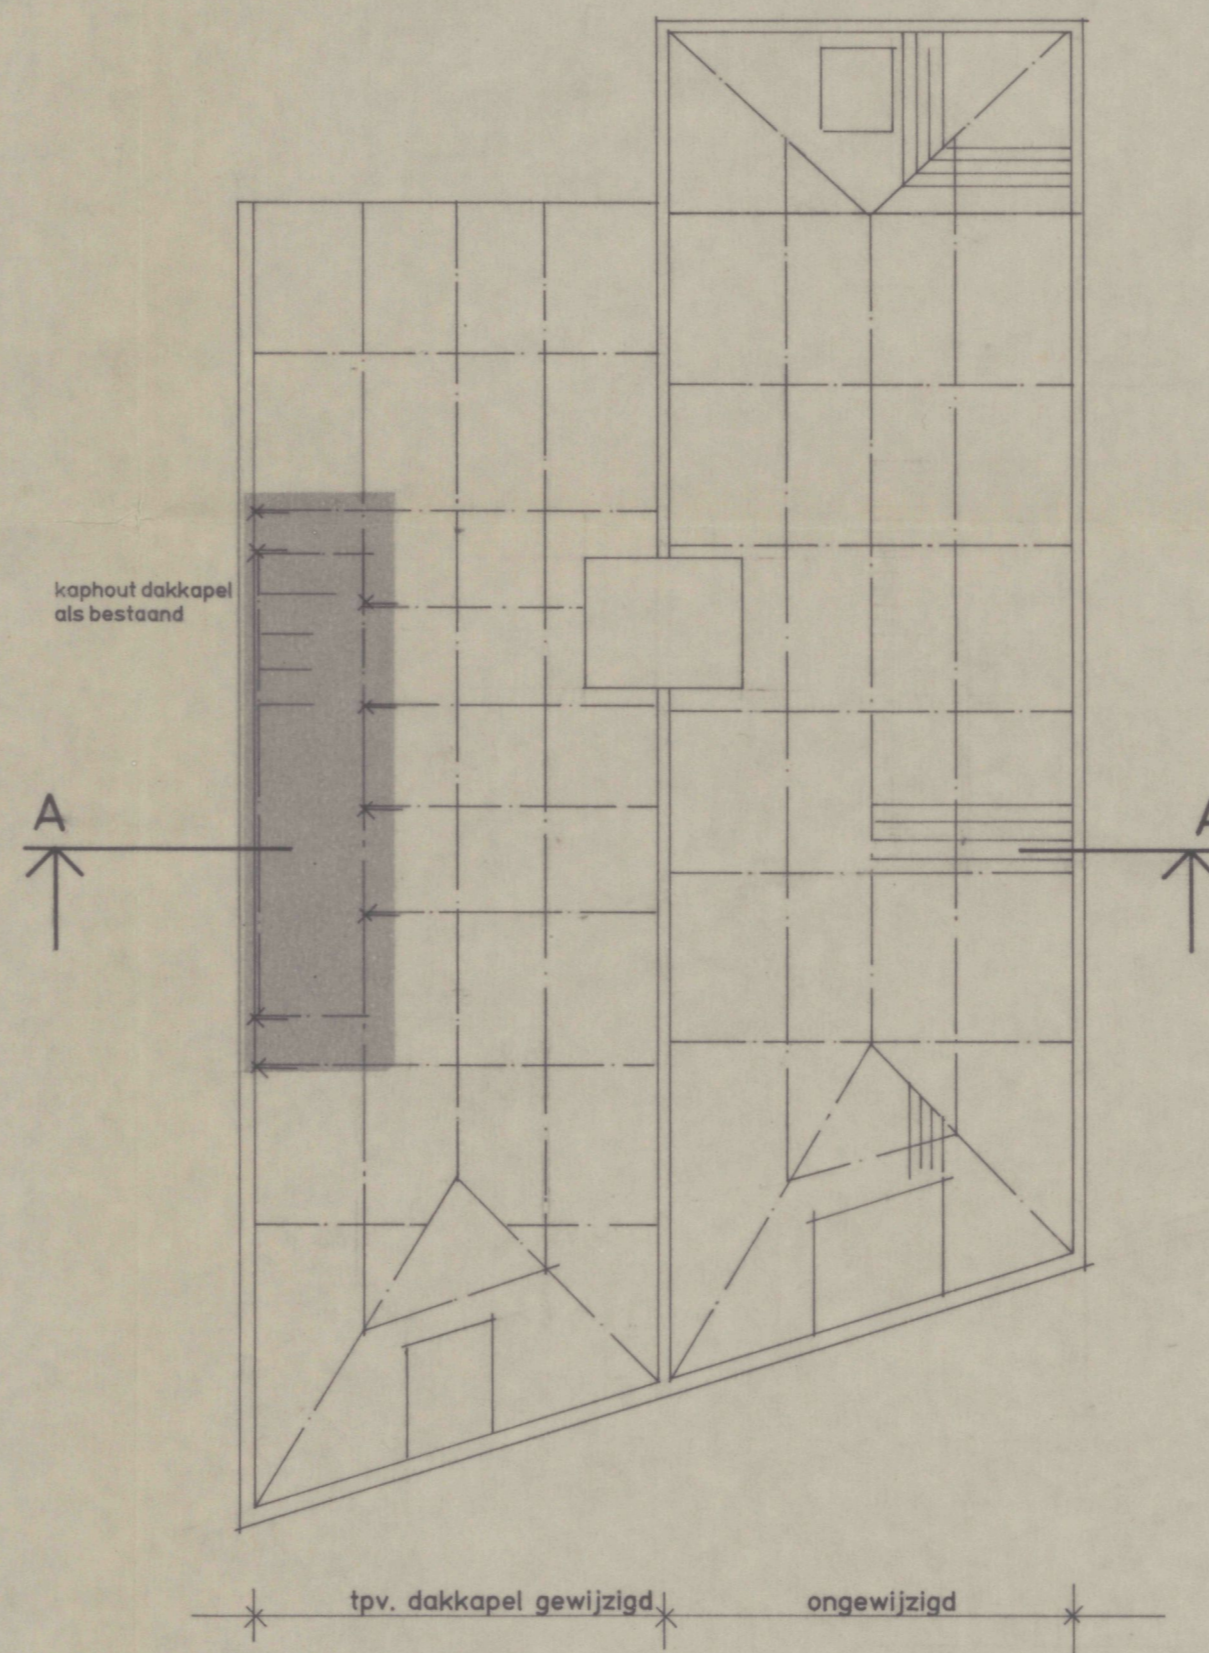 kaphout dakkapel
als bestaand
A
A
tpv. dakkapel gewijzigd
ongewijzigd